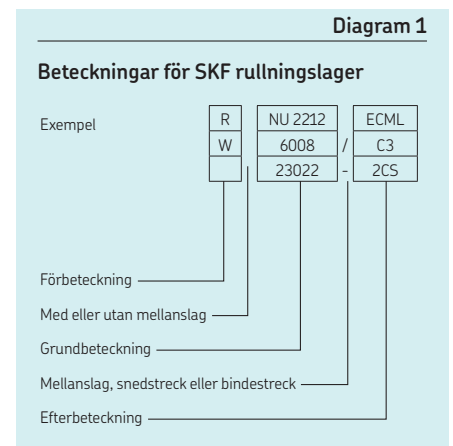 Diagram 1
Beteckningar för SKF rullningslager
Exempel R NU 2212 ECML
W 6008 / C3
23022 - 2CS
Förbeteckning
Med eller utan mellanslag
Grundbeteckning
Mellanslag, snedstreck eller bindestreck
Efterbeteckning